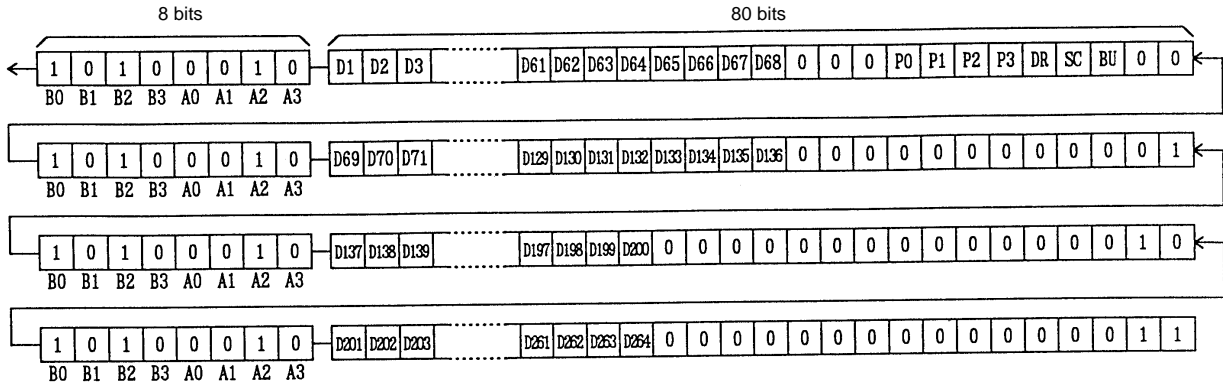 8 bits 80 bits
1 0 1 0 0 0 1 0 D1 D2 D3 D61 D62 D63 D64 D65 D66 D67 D68 0 0 0 P0 P1 P2 P3 DR SC BU 0 0
B0 B1 B2 B3 A0 A1 A2 A3
1 0 1 0 0 0 1 0 D69 D70 D71 D129 D130 D131 D132 D133 D134 D135 D136 0 0 0 0 0 0 0 0 0 0 0 1
B0 B1 B2 B3 A0 A1 A2 A3
1 0 1 0 0 0 1 0 D137 D138 D139 D197 D198 D199 D200 0 0 0 0 0 0 0 0 0 0 0 0 0 0 1 0
B0 B1 B2 B3 A0 A1 A2 A3
1 0 1 0 0 0 1 0 D201 D202 D203 D261 D262 D263 D264 0 0 0 0 0 0 0 0 0 0 0 0 0 0 1 1
B0 B1 B2 B3 A0 A1 A2 A3